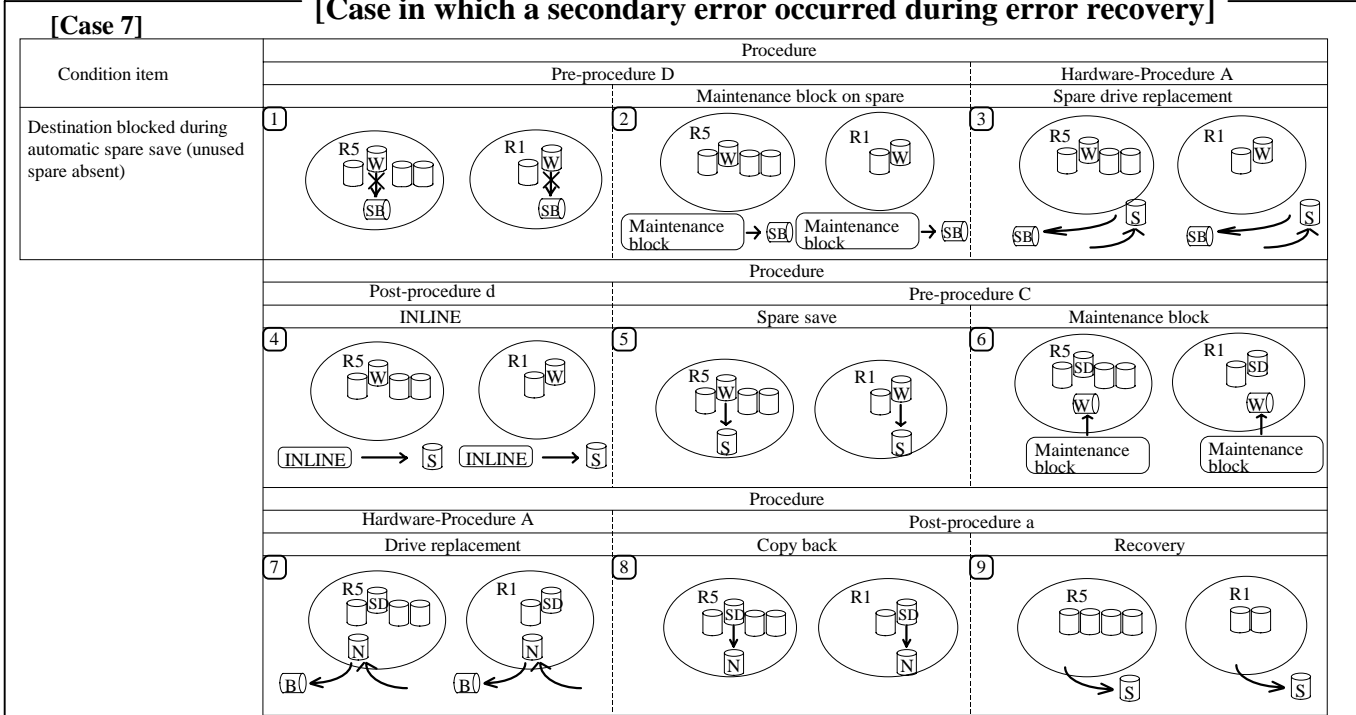 [Case in which a secondary error occurred during error recovery]
[Case 7]
Condition item
Procedure
Pre-procedure D
Hardware-Procedure A
Maintenance block on spare
Spare drive replacement
Destination blocked during
automatic spare save (unused
spare absent)
1
R5
W
SB
R1
W
SB
2
R5
W
R1
W
Maintenance
block
SB
Maintenance
block
SB
3
R5
W
S
SB
R1
W
S
SB
Procedure
Post-procedure d
Pre-procedure C
INLINE
Spare save
Maintenance block
4
R5
W
INLINE
S
R1
W
INLINE
S
5
R5
W
S
R1
W
S
6
R5
SD
W
Maintenance
block
R1
SD
W
Maintenance
block
Procedure
Hardware-Procedure A
Post-procedure a
Drive replacement
Copy back
Recovery
7
R5
SD
N
B
R1
SD
N
B
8
R5
SD
N
R1
SD
N
9
R5
S
R1
S